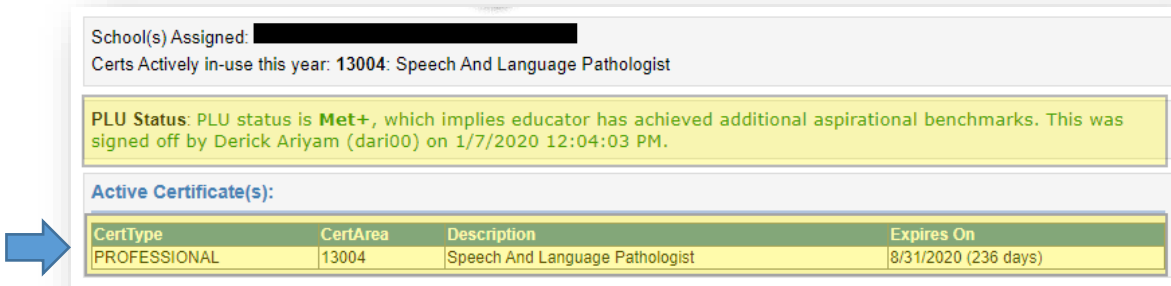 School(s) Assigned:
Certs Actively in-use this year: 13004: Speech And Language Pathologist
PLU Status: PLU status is Met+, which implies educator has achieved additional aspirational benchmarks. This was
signed off by Derick Ariyam (dari00) on 1/7/2020 12:04:03 PM.
Active Certificate(s):
CertType CertArea Description Expires On
PROFESSIONAL 13004 Speech And Language Pathologist 8/31/2020 (236 days)